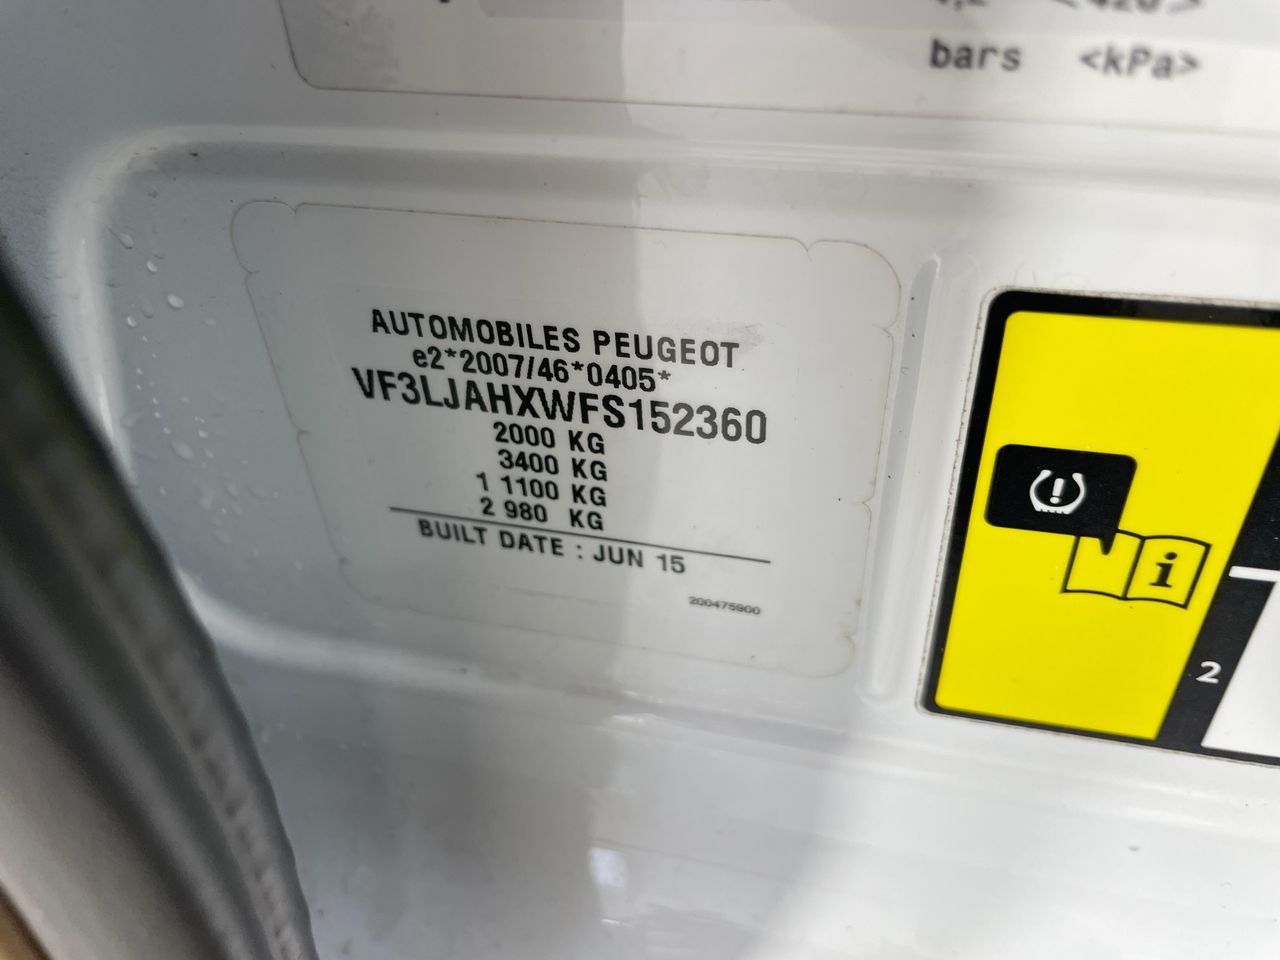 bars <kPa>
AUTOMOBILES PEUGEOT
e2*2007/46*0405*
VF3LJAHXWFS152360
2000 KG
3400 KG
1 1100 KG
2 980 KG
BUILT DATE : JUN 15
200475900
i
2